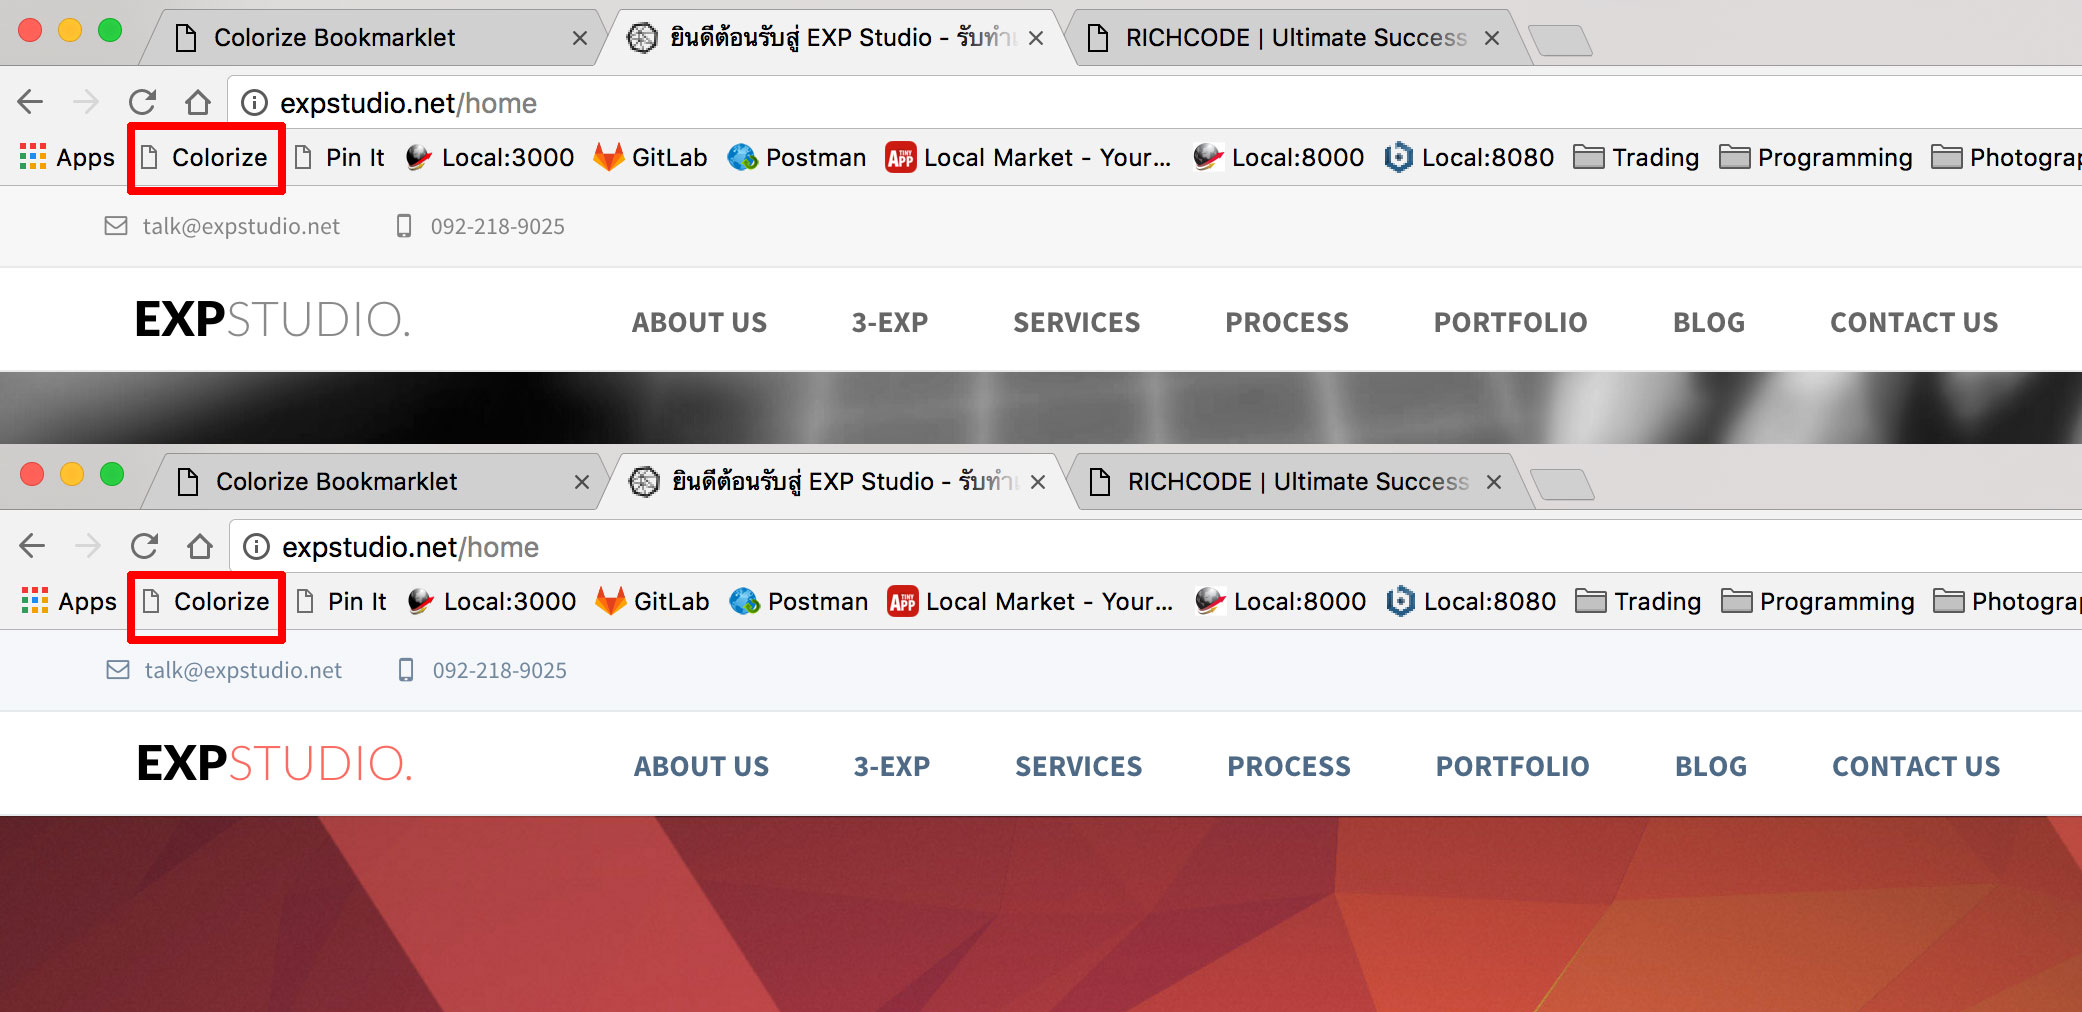 Colorize Bookmarklet ยินดีต้อนรับสู่ EXP Studio - รับทำ RICHCODE | Ultimate Success
expstudio.net/home
Apps Colorize Pin It Local:3000 GitLab Postman TINY APP Local Market - Your... Local:8000 Local:8080 Trading Programming Photograp
talk@expstudio.net 092-218-9025
EXPSTUDIO. ABOUT US 3-EXP SERVICES PROCESS PORTFOLIO BLOG CONTACT US
Colorize Bookmarklet ยินดีต้อนรับสู่ EXP Studio - รับทำ RICHCODE | Ultimate Success
expstudio.net/home
Apps Colorize Pin It Local:3000 GitLab Postman TINY APP Local Market - Your... Local:8000 Local:8080 Trading Programming Photograp
talk@expstudio.net 092-218-9025
EXPSTUDIO. ABOUT US 3-EXP SERVICES PROCESS PORTFOLIO BLOG CONTACT US